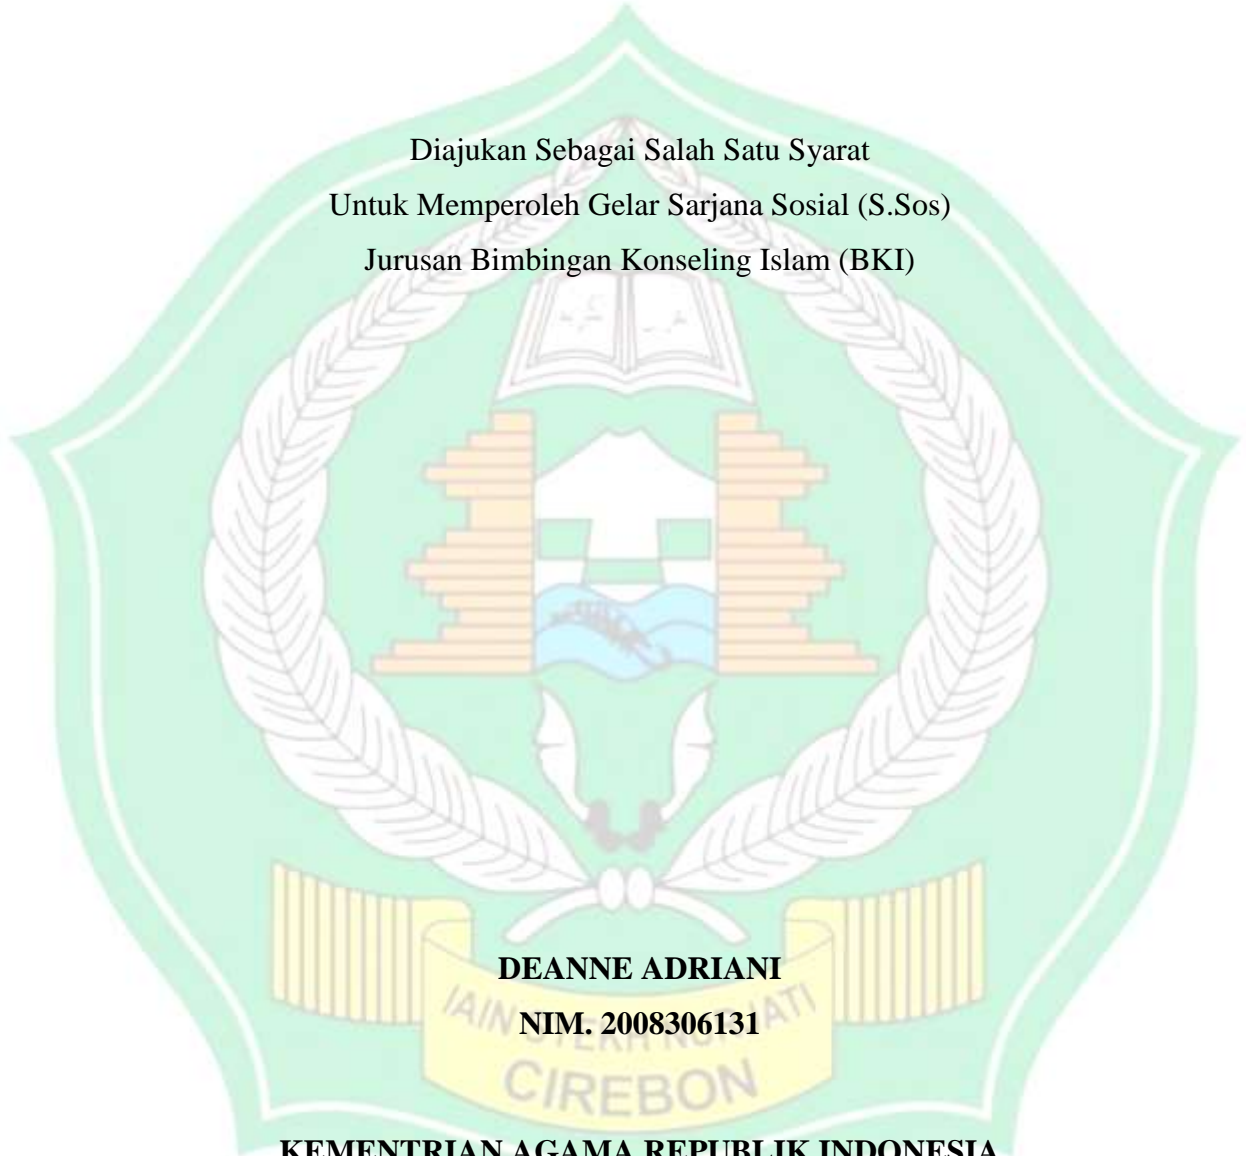 Diajukan Sebagai Salah Satu Syarat
Untuk Memperoleh Gelar Sarjana Sosial (S.Sos)
Jurusan Bimbingan Konseling Islam (BKI)
DEANNE ADRIANI
NIM. 2008306131
IAIN
CIREBON
KEMENTRIAN AGAMA REPUBLIK INDONESIA